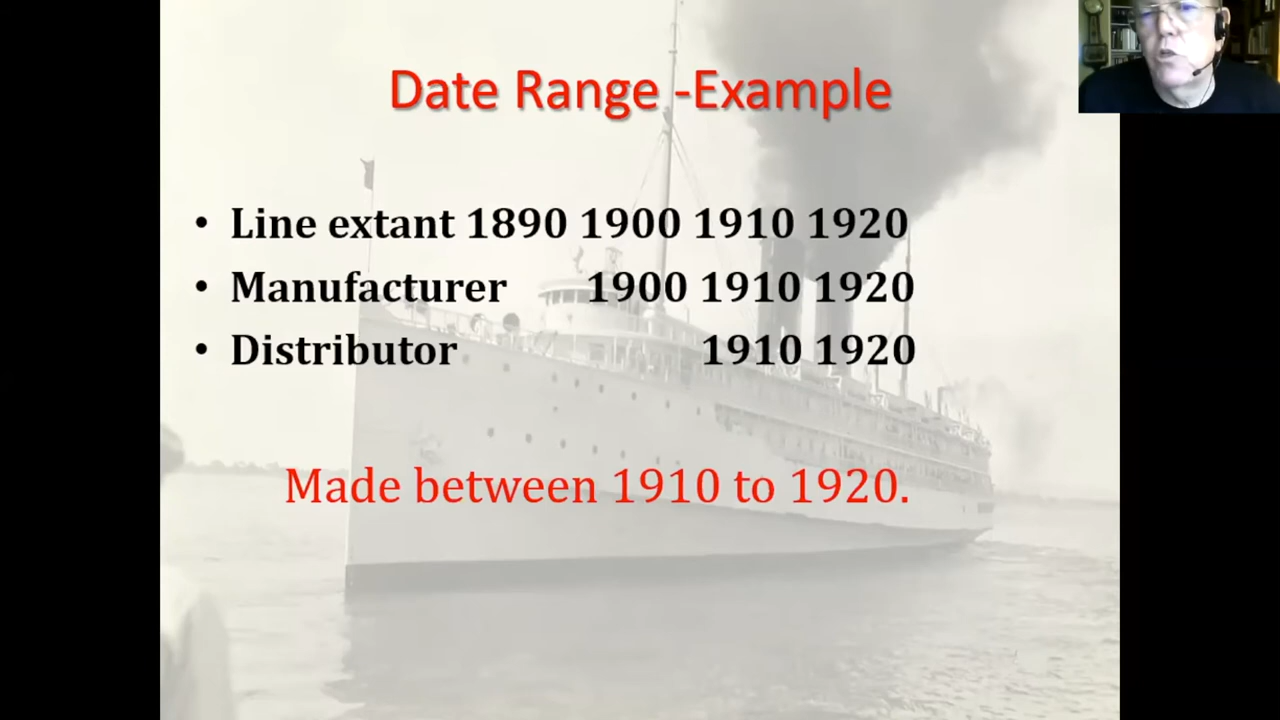 Date Range -Example
• Line extant 1890 1900 1910 1920
• Manufacturer 1900 1910 1920
• Distributor 1910 1920
Made between 1910 to 1920.